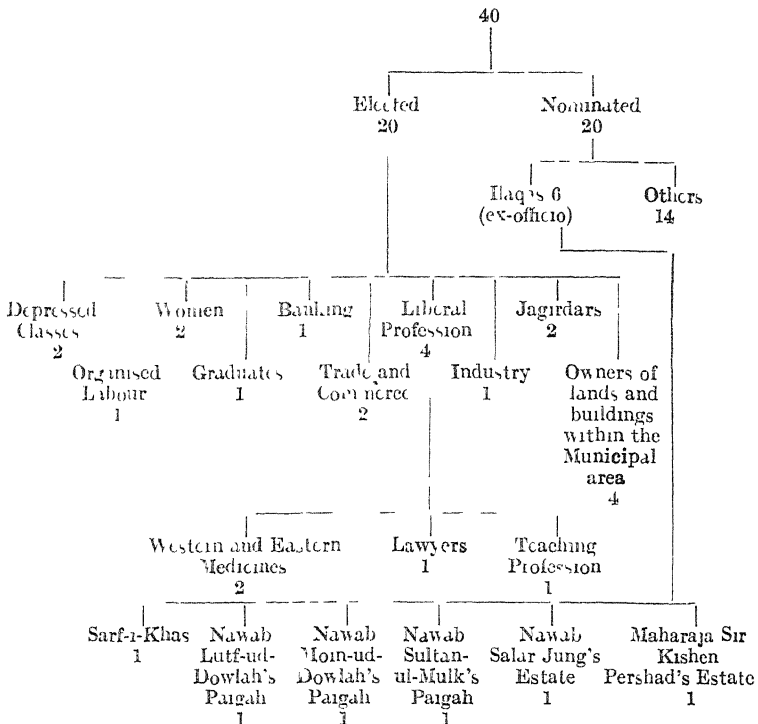 40
Elected
20
Nominated
20
Ilaqas 6
(ex-officio)
Others
14
Depressed
Classes
2
Organised
Labour
1
Women
2
Graduates
1
Banking
1
Trade and
Commerce
2
Liberal
Profession
4
Industry
1
Jagirdars
2
Owners of
lands and
buildings
within the
Municipal
area
4
Western and Eastern
Medicines
2
Lawyers
1
Teaching
Profession
1
Sarf-i-Khas
1
Nawab
Lutf-ud-
Dowlah's
Paigah
1
Nawab
Moin-ud-
Dowlah's
Paigah
1
Nawab
Sultan-
ul-Mulk's
Paigah
1
Nawab
Salar Jung's
Estate
1
Maharaja Sir
Kishen
Pershad's Estate
1